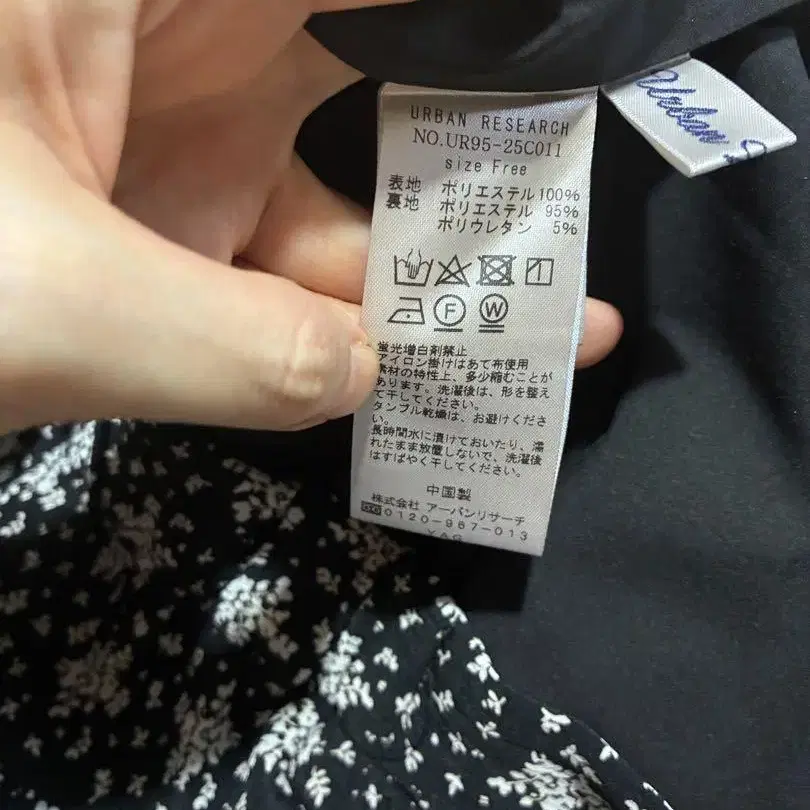 URBAN RESEARCH
NO.UR95-25C011
size Free
表地 ポリエステル 100%
裏地 ポリエステル 95%
ポリウレタン 5%
F W
蛍光増白剤禁止
アイロン掛けはあて布使用
素材の特性上、多少縮むことが
あります。洗濯後は、形を整え
て干してください。
タンブル乾燥は、お避けくださ
い。
長時間水に漬けておいたり、濡
れたまま放置しないで、洗濯後
はすばやく干してください。
中国製
株式会社 アーバンリサーチ
0120-987-013
YAG
Urban